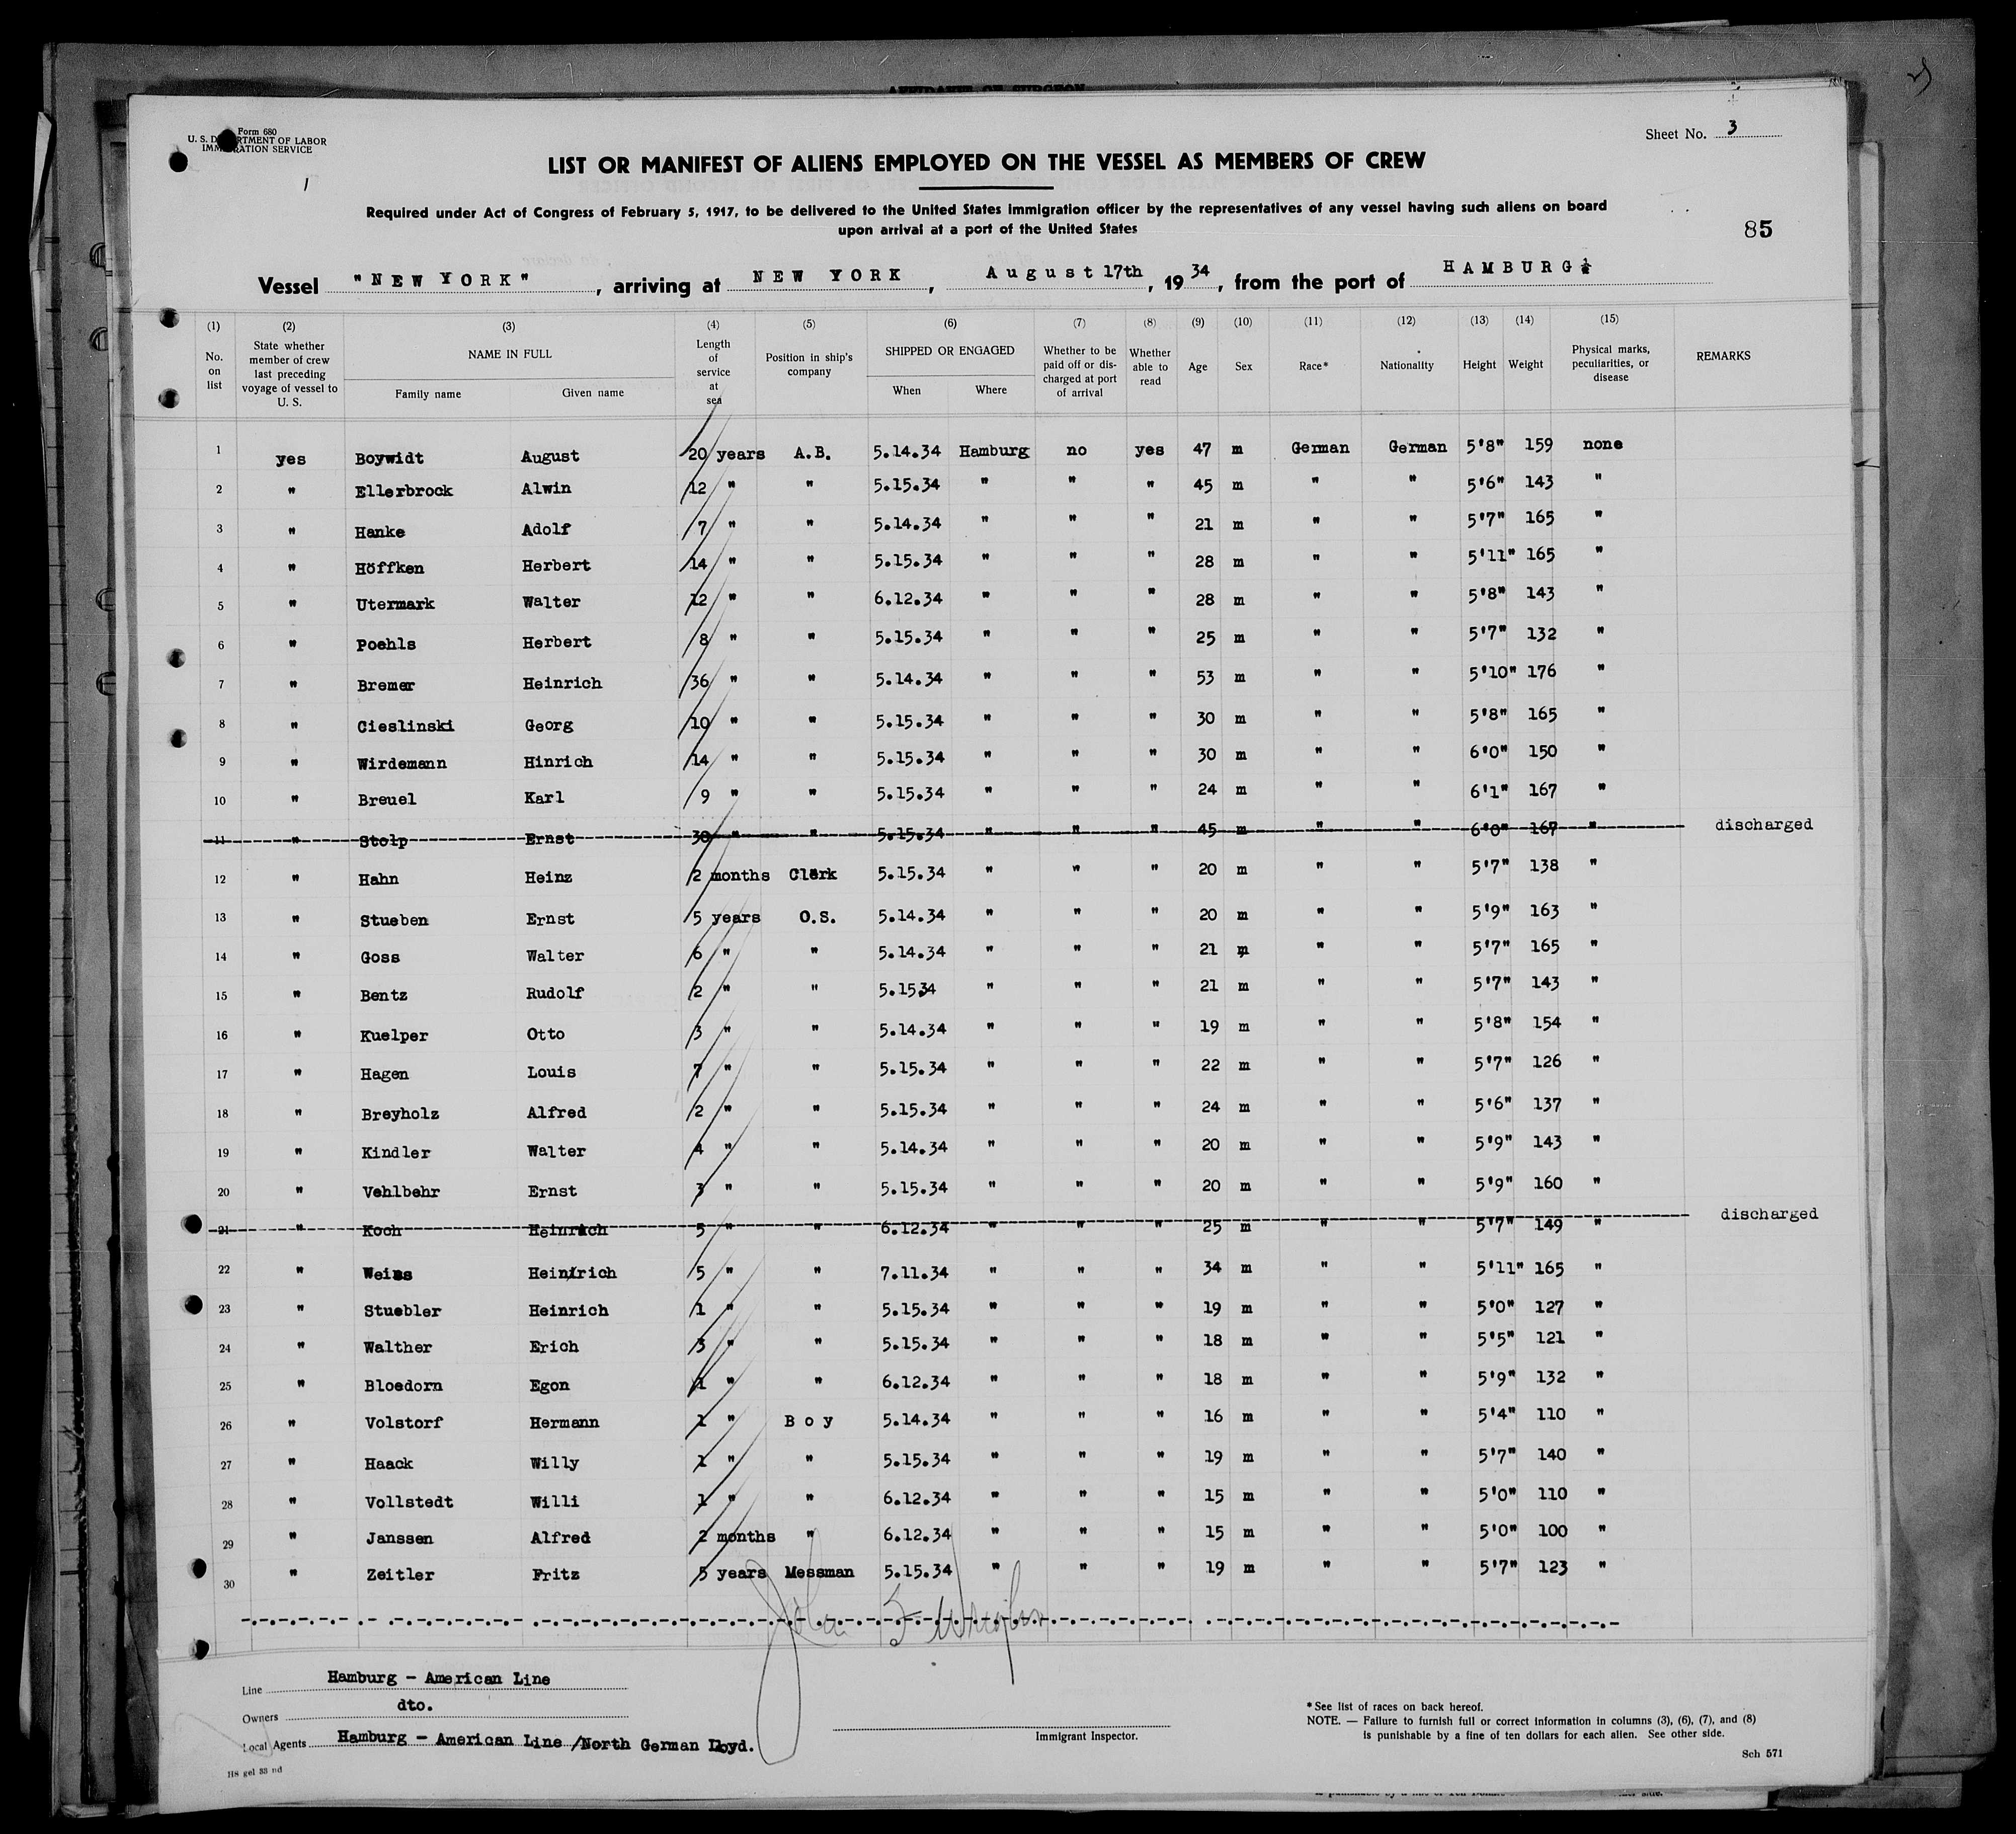 AFFIDAVIT OF SURGEON
Form 680
U. S. DEPARTMENT OF LABOR
IMMIGRATION SERVICE
Sheet No. 3
LIST OR MANIFEST OF ALIENS EMPLOYED ON THE VESSEL AS MEMBERS OF CREW
Required under Act of Congress of February 5, 1917, to be delivered to the United States immigration officer by the representatives of any vessel having such aliens on board
upon arrival at a port of the United States
85
Vessel "NEW YORK", arriving at NEW YORK, August 17th, 1934, from the port of HAMBURG
(1) (2) (3) (4) (5) (6) (7) (8) (9) (10) (11) (12) (13) (14) (15)
No. on list | State whether member of crew last preceding voyage of vessel to U. S. | NAME IN FULL Family name Given name | Length of service at sea | Position in ship's company | SHIPPED OR ENGAGED When Where | Whether to be paid off or discharged at port of arrival | Whether able to read | Age | Sex | Race* | Nationality | Height | Weight | Physical marks, peculiarities, or disease | REMARKS
1 yes Boywidt August 20 years A.B. 5.14.34 Hamburg no yes 47 m German German 5'8" 159 none
2 " Ellerbrock Alwin 12 " " 5.15.34 " " " 45 m " " 5'6" 143 "
3 " Hanke Adolf 7 " " 5.14.34 " " " 21 m " " 5'7" 165 "
4 " Höffken Herbert 14 " " 5.15.34 " " " 28 m " " 5'11" 165 "
5 " Utermark Walter 12 " " 6.12.34 " " " 28 m " " 5'8" 143 "
6 " Poehls Herbert 8 " " 5.15.34 " " " 25 m " " 5'7" 132 "
7 " Bremer Heinrich 36 " " 5.14.34 " " " 53 m " " 5'10" 176 "
8 " Cieslinski Georg 10 " " 5.15.34 " " " 30 m " " 5'8" 165 "
9 " Wirdemann Hinrich 14 " " 5.15.34 " " " 30 m " " 6'0" 150 "
10 " Breuel Karl 9 " " 5.15.34 " " " 24 m " " 6'1" 167 "
11 " Stolp Ernst 30 " " 5.15.34 " " " 45 m " " 6'0" 167 " discharged
12 " Hahn Heinz 2 months Clerk 5.15.34 " " " 20 m " " 5'7" 138 "
13 " Stueben Ernst 5 years O.S. 5.14.34 " " " 20 m " " 5'9" 163 "
14 " Goss Walter 6 " " 5.14.34 " " " 21 m " " 5'7" 165 "
15 " Bentz Rudolf 2 " " 5.15.34 " " " 21 m " " 5'7" 143 "
16 " Kuelper Otto 3 " " 5.14.34 " " " 19 m " " 5'8" 154 "
17 " Hagen Louis 7 " " 5.15.34 " " " 22 m " " 5'7" 126 "
18 " Breyholz Alfred 2 " " 5.15.34 " " " 24 m " " 5'6" 137 "
19 " Kindler Walter 4 " " 5.14.34 " " " 20 m " " 5'9" 143 "
20 " Vehlbehr Ernst 3 " " 5.15.34 " " " 20 m " " 5'9" 160 "
21 " Koch Heinrich 5 " " 6.12.34 " " " 25 m " " 5'7" 149 " discharged
22 " Weiss Heinrich 5 " " 7.11.34 " " " 34 m " " 5'11" 165 "
23 " Stuebler Heinrich 1 " " 5.15.34 " " " 19 m " " 5'0" 127 "
24 " Walther Erich 3 " " 5.15.34 " " " 18 m " " 5'5" 121 "
25 " Bloedorn Egon 1 " " 6.12.34 " " " 18 m " " 5'9" 132 "
26 " Volstorf Hermann 1 " Boy 5.14.34 " " " 16 m " " 5'4" 110 "
27 " Haack Willy 1 " " 5.15.34 " " " 19 m " " 5'7" 140 "
28 " Vollstedt Willi 1 " " 6.12.34 " " " 15 m " " 5'0" 110 "
29 " Janssen Alfred 2 months " 6.12.34 " " " 15 m " " 5'0" 100 "
30 " Zeitler Fritz 5 years Messman 5.15.34 " " " 19 m " " 5'7" 123 "
Line Hamburg - American Line
Owners dto.
Local Agents Hamburg - American Line /North German Lloyd.
Immigrant Inspector.
* See list of races on back hereof.
NOTE. — Failure to furnish full or correct information in columns (3), (6), (7), and (8)
is punishable by a fine of ten dollars for each alien. See other side.
Sch 571
HS gel 33 nd